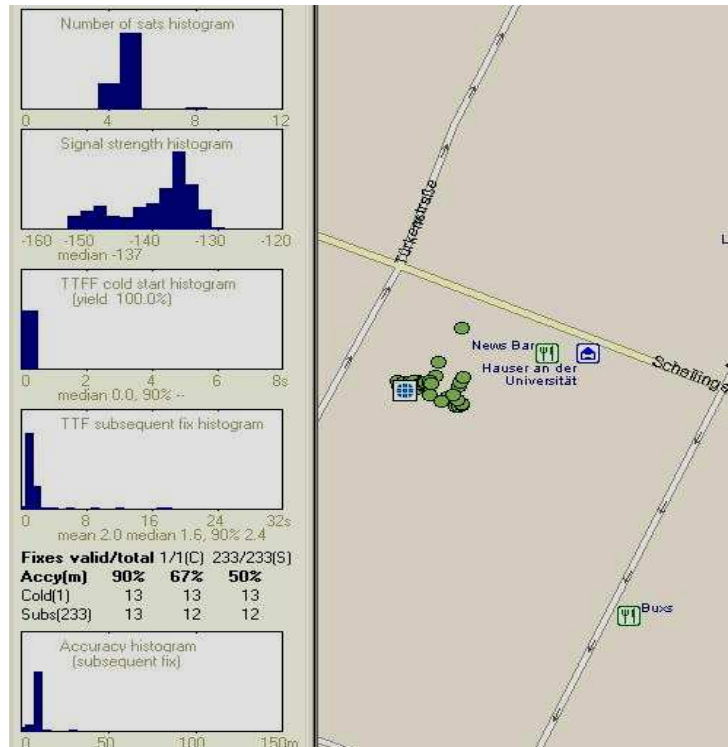 Number of sats histogram
0 4 8 12
Signal strength histogram
-160 -150 -140 -130 -120
median -137
TTFF cold start histogram
(yield 100.0%)
0 2 4 6 8s
median 0.0, 90% --
TTF subsequent fix histogram
0 8 16 24 32s
mean 2.0 median 1.6, 90% 2.4
Fixes valid/total 1/1(C) 233/233(S)
Accy(m) 90% 67% 50%
Cold(1) 13 13 13
Subs(233) 13 12 12
Accuracy histogram
(subsequent fix)
0 50 100 150m
Türkenstraße
L
News Bar
Hauser an der
Universität
Schellings
Buxs